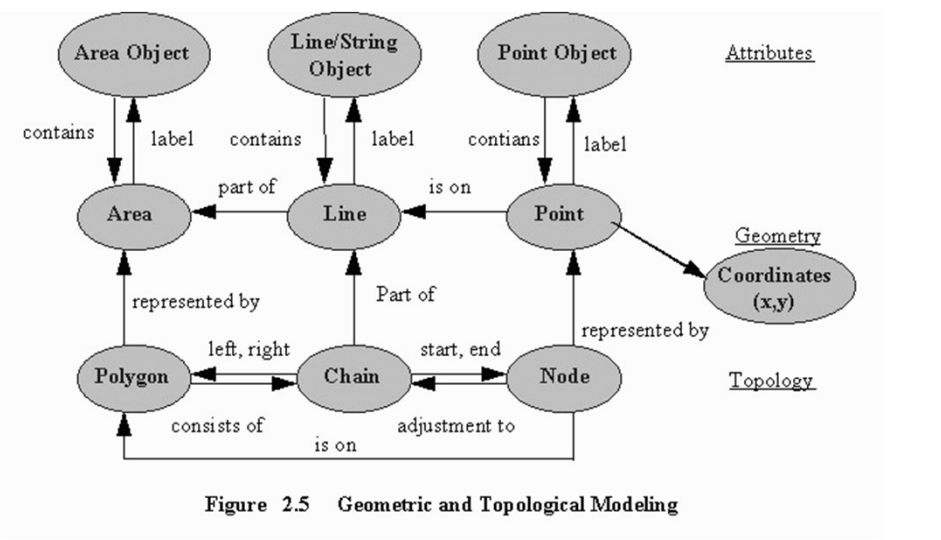 Area Object
Line/String
Object
Point Object
Attributes
contains
label
contains
label
contians
label
part of
is on
Area
Line
Point
Geometry
Coordinates
(x,y)
represented by
Part of
represented by
left, right
start, end
Polygon
Chain
Node
Topology
consists of
adjustment to
is on
Figure 2.5 Geometric and Topological Modeling